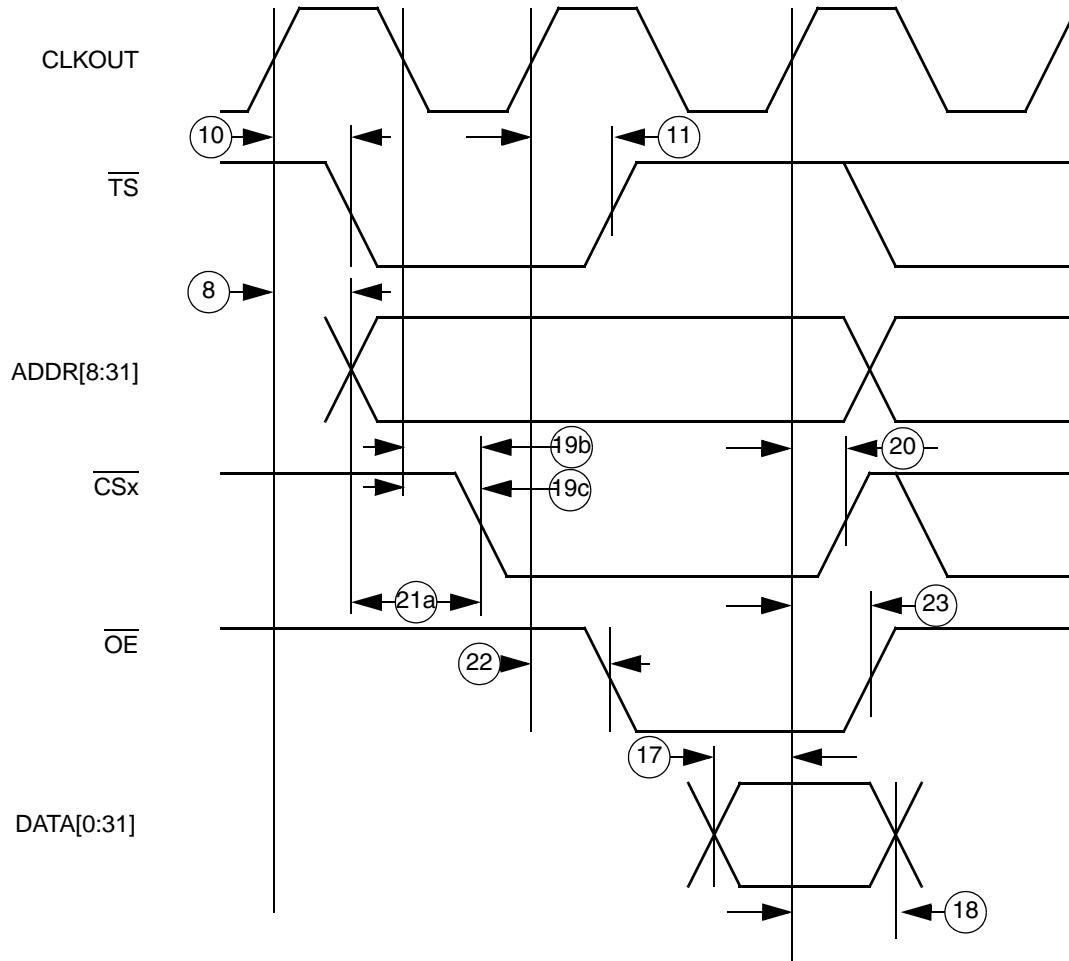 CLKOUT
10
11
TS
8
ADDR[8:31]
19b
20
CSx
19c
21a
23
OE
22
17
DATA[0:31]
18